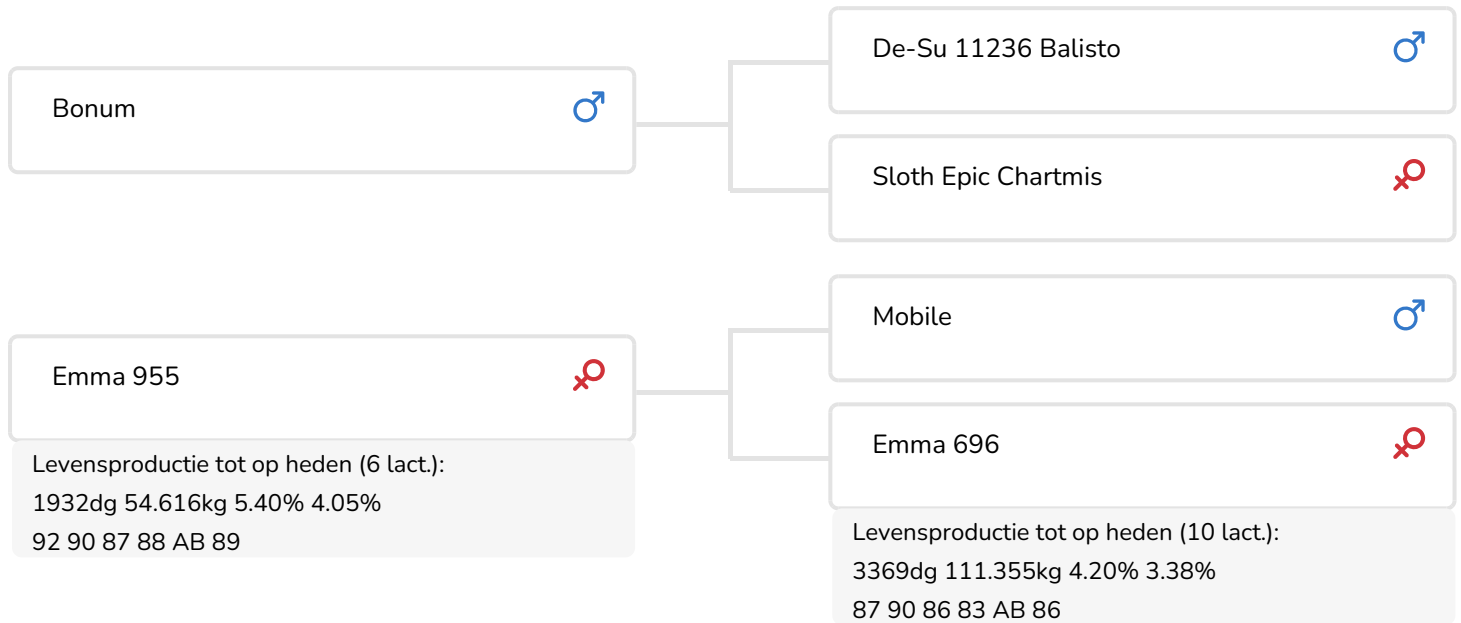 Bonum
De-Su 11236 Balisto
Sloth Epic Chartmis
Emma 955
Levensproductie tot op heden (6 lact.):
1932dg 54.616kg 5.40% 4.05%
92 90 87 88 AB 89
Mobile
Emma 696
Levensproductie tot op heden (10 lact.):
3369dg 111.355kg 4.20% 3.38%
87 90 86 83 AB 86